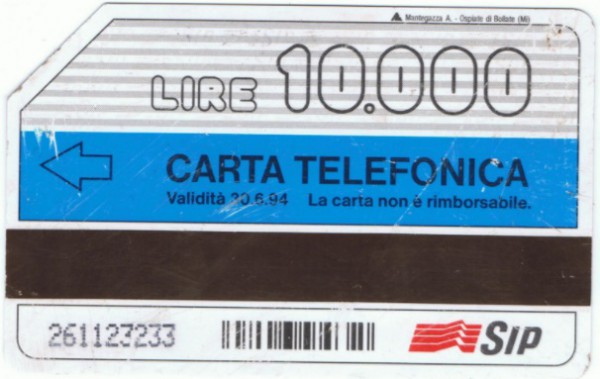 Mantegazza A. - Ospiate di Bollate (Mi)
LIRE 10.000
CARTA TELEFONICA
Validità 30.6.94 La carta non è rimborsabile.
261123233
SIP